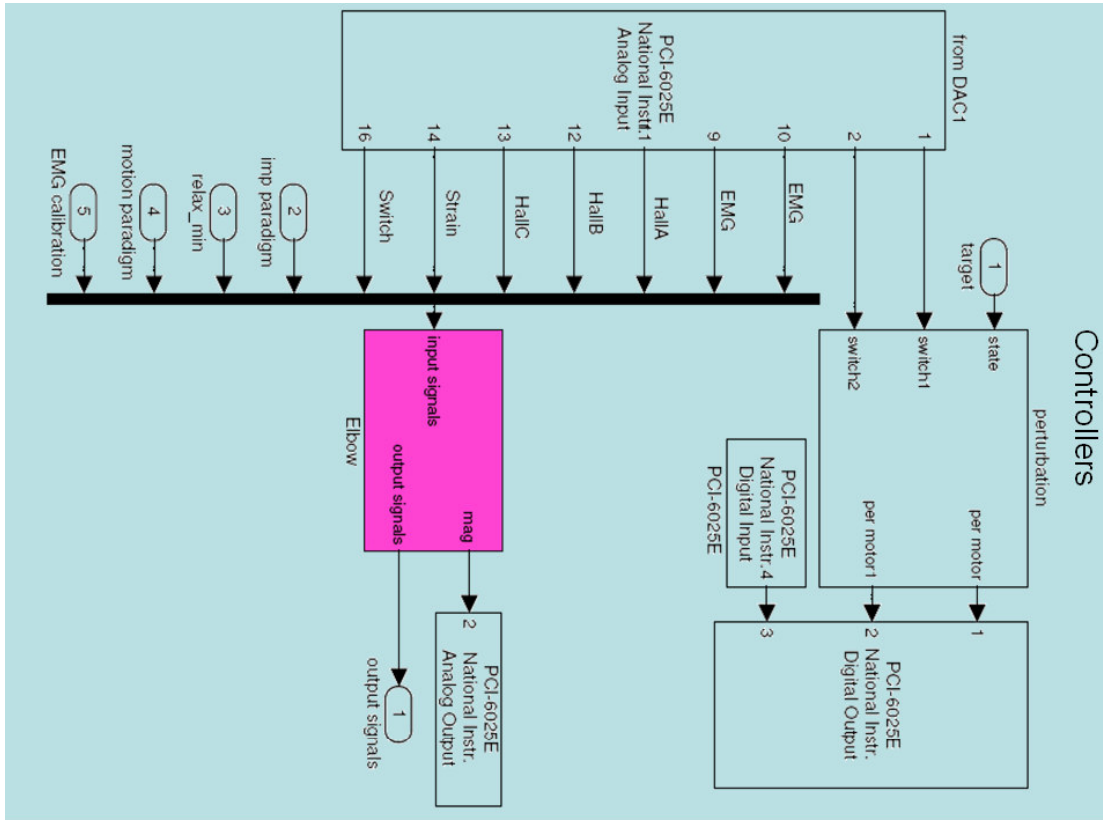 Controllers
perturbation
from DAC1
1
target
state
per motor
1
1
switch1
per motor1
2
2
switch2
PCI-6025E
National Instr.
Digital Output
PCI-6025E
National Instr.4
Digital Input
PCI-6025E
3
10
EMG
9
EMG
PCI-6025E
National Instr.1
Analog Input
HallA
12
HallB
13
HallC
14
Strain
16
Switch
input signals
mag
output signals
Elbow
2
PCI-6025E
National Instr.
Analog Output
1
output signals
2
imp paradigm
3
relax_min
4
motion paradigm
5
EMG calibration